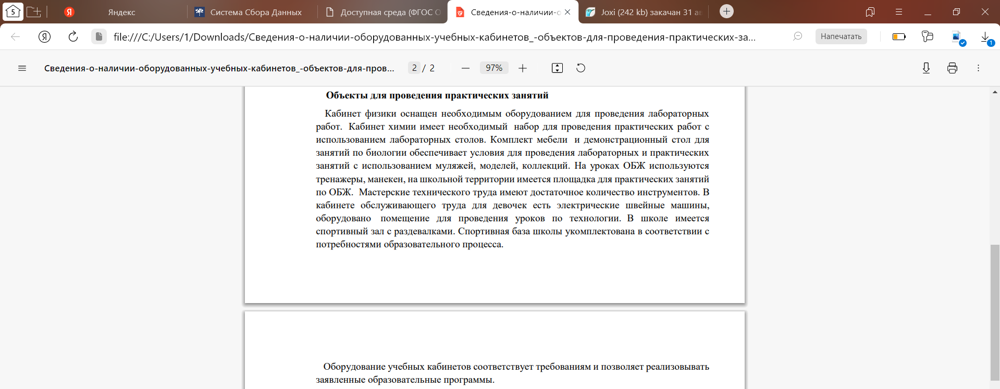 5
Яндекс
Система Сбора Данных
Доступная среда (ФГОС О
Сведения-о-наличии-о
Joxi (242 kb) закачан 31 ав
file:///C:/Users/1/Downloads/Сведения-о-наличии-оборудованных-учебных-кабинетов_-объектов-для-проведения-практических-за...
Напечатать
1
Сведения-о-наличии-оборудованных-учебных-кабинетов_-объектов-для-пров...
2 / 2
97%
Объекты для проведения практических занятий
Кабинет физики оснащен необходимым оборудованием для проведения лабораторных
работ. Кабинет химии имеет необходимый набор для проведения практических работ с
использованием лабораторных столов. Комплект мебели и демонстрационный стол для
занятий по биологии обеспечивает условия для проведения лабораторных и практических
занятий с использованием муляжей, моделей, коллекций. На уроках ОБЖ используются
тренажеры, манекен, на школьной территории имеется площадка для практических занятий
по ОБЖ. Мастерские технического труда имеют достаточное количество инструментов. В
кабинете обслуживающего труда для девочек есть электрические швейные машины,
оборудовано помещение для проведения уроков по технологии. В школе имеется
спортивный зал с раздевалками. Спортивная база школы укомплектована в соответствии с
потребностями образовательного процесса.
Оборудование учебных кабинетов соответствует требованиям и позволяет реализовывать
заявленные образовательные программы.